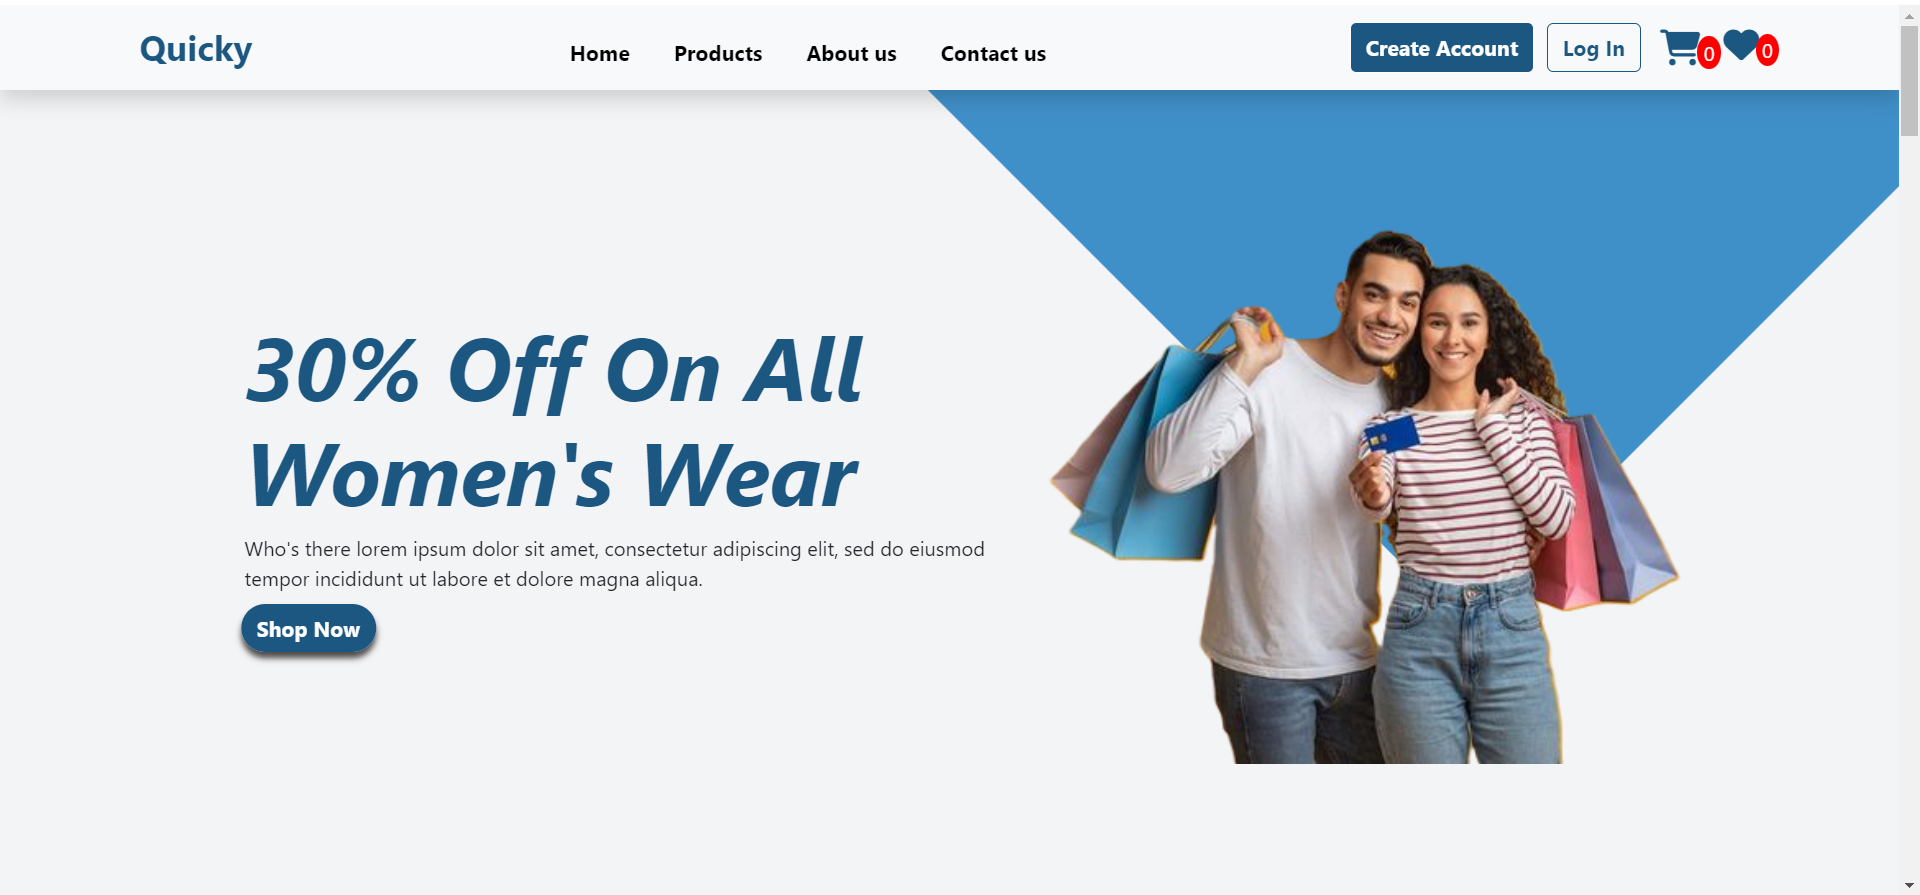 Quicky
Home Products About us Contact us
Create Account Log In 0 0
30% Off On All
Women's Wear
Who's there lorem ipsum dolor sit amet, consectetur adipiscing elit, sed do eiusmod
tempor incididunt ut labore et dolore magna aliqua.
Shop Now